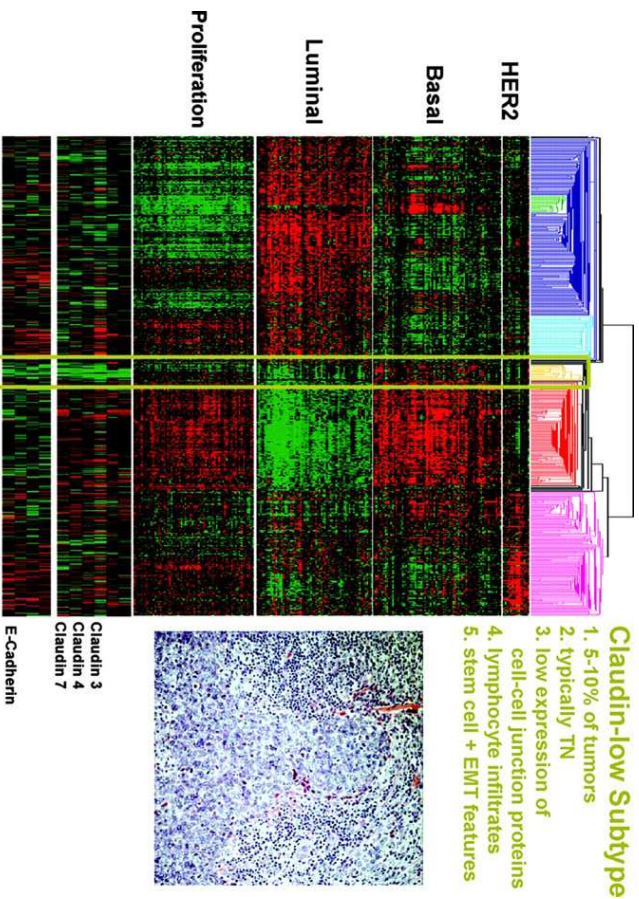 HER2
Basal
Luminal
Proliferation
Claudin 3
Claudin 4
Claudin 7
E-Cadherin
Claudin-low Subtype
1. 5-10% of tumors
2. typically TN
3. low expression of
cell-cell junction proteins
4. lymphocyte infiltrates
5. stem cell + EMT features